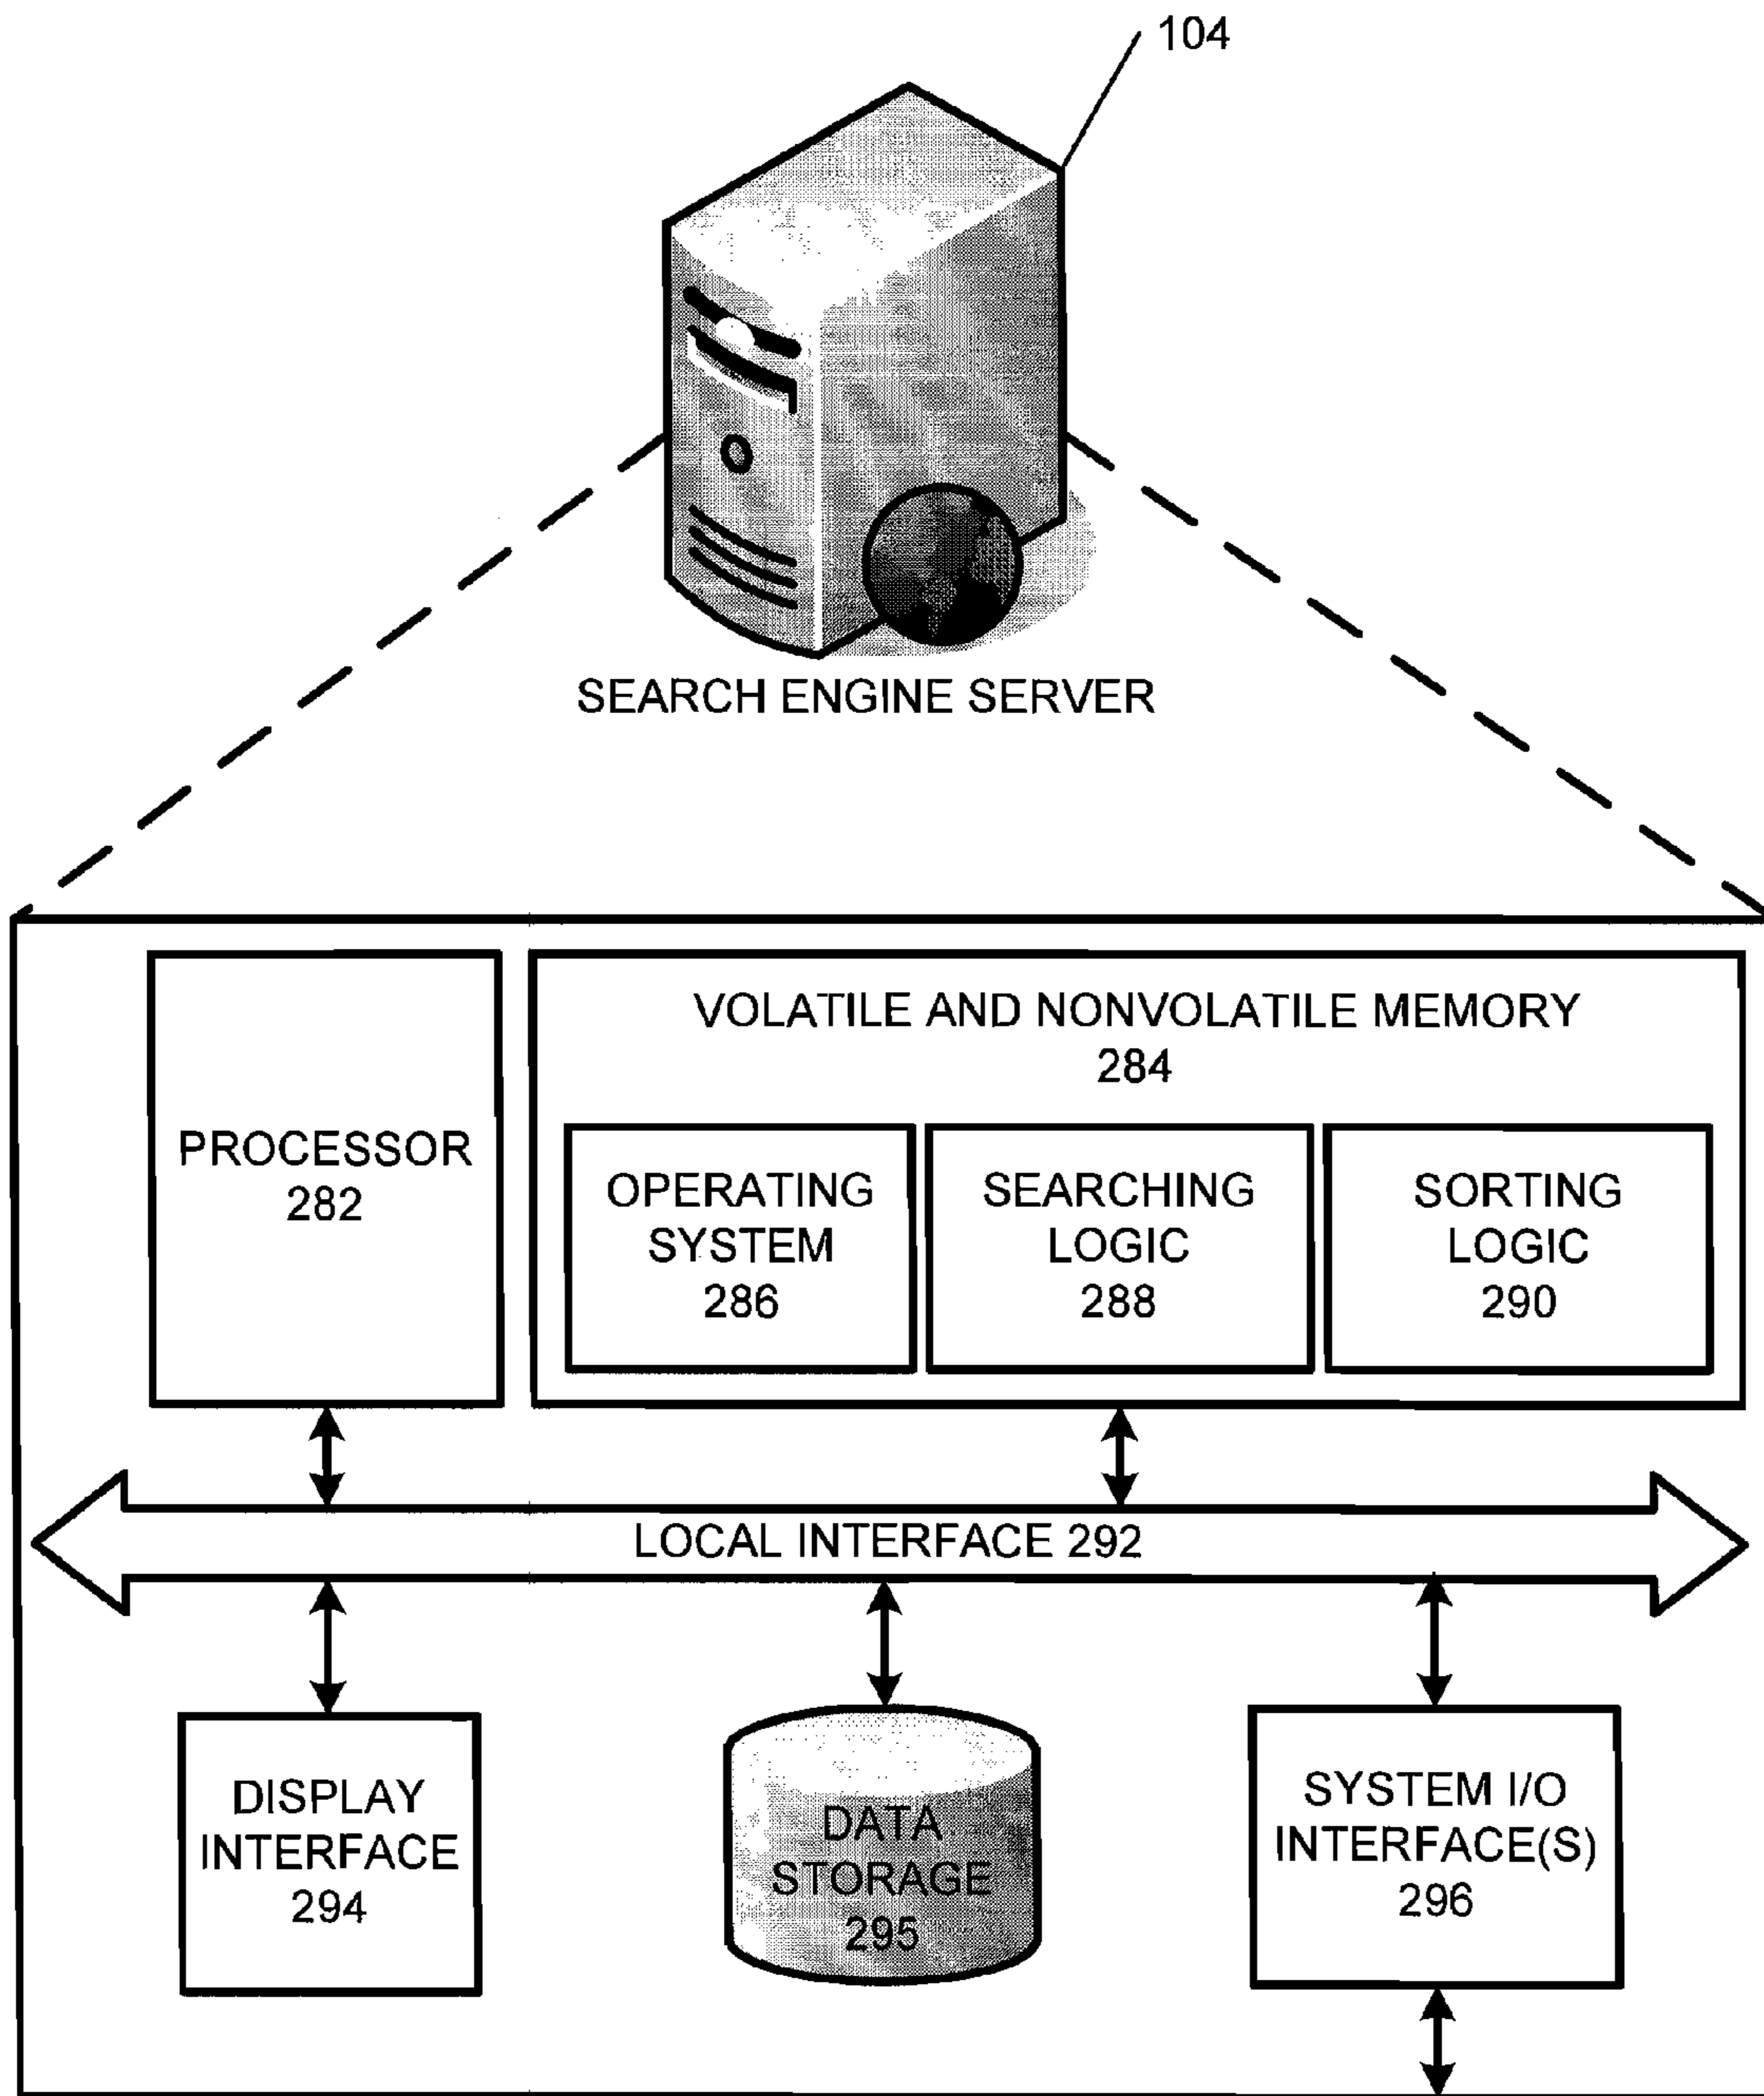 104
SEARCH ENGINE SERVER
PROCESSOR
282
VOLATILE AND NONVOLATILE MEMORY
284
OPERATING
SYSTEM
286
SEARCHING
LOGIC
288
SORTING
LOGIC
290
LOCAL INTERFACE 292
DISPLAY
INTERFACE
294
DATA
STORAGE
295
SYSTEM I/O
INTERFACE(S)
296